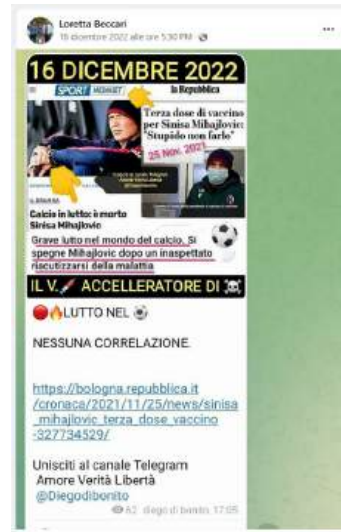 Loretta Beccari
16 dicembre 2022 alle ore 5:30 PM
16 DICEMBRE 2022
SPORT MEDIASET
la Repubblica
Terza dose di vaccino
per Sinisa Mihajlovic:
"Stupido non farlo"
25 Nov. 2021
Calcio in lutto: è morto
Sinisa Mihajlovic
Grave lutto nel mondo del calcio. Si
spegne Mihajlovic dopo un inaspettato
riacutizzarsi della malattia
IL V.💉 ACCELLERATORE DI ☠️
🔴🔥LUTTO NEL ⚽
NESSUNA CORRELAZIONE.
https://bologna.repubblica.it
/cronaca/2021/11/25/news/sinisa
_mihajlovic_terza_dose_vaccino
-327734529/
Unisciti al canale Telegram
Amore Verità Libertà
@Diegodibonito
62 diego di bonito, 17:05